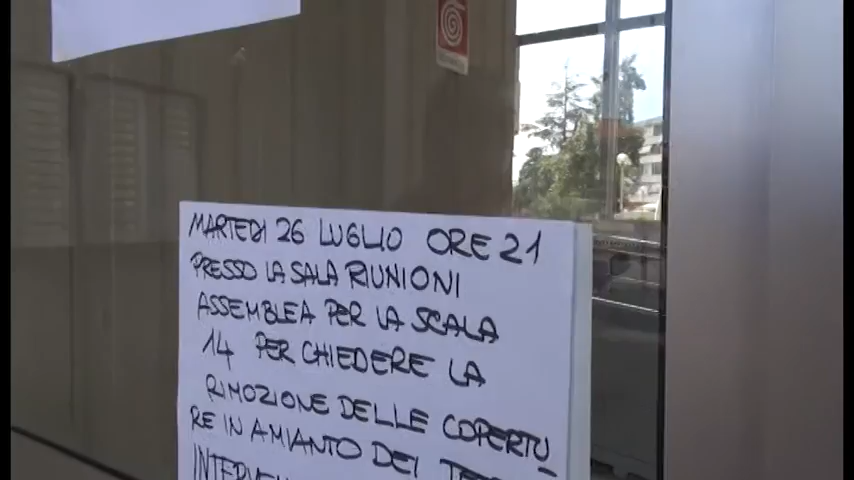 MARTEDI 26 LUGLIO ORE 21
PRESSO LA SALA RIUNIONI
ASSEMBLEA PER LA SCALA
14 PER CHIEDERE LA
RIMOZIONE DELLE COPERTU-
RE IN AMIANTO DEI